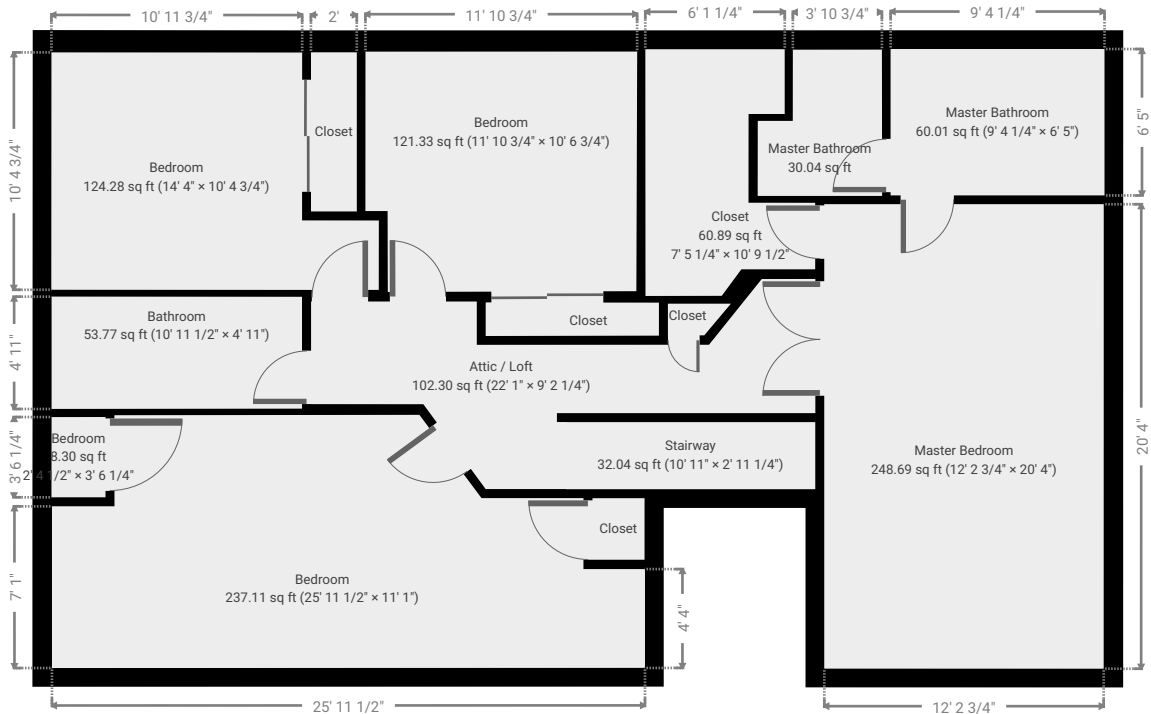 10' 11 3/4"
2'
11' 10 3/4"
6' 1 1/4"
3' 10 3/4"
9' 4 1/4"
10' 4 3/4"
4' 11"
3' 6 1/4"
7' 1"
Bedroom
124.28 sq ft (14' 4" × 10' 4 3/4")
Closet
Bedroom
121.33 sq ft (11' 10 3/4" × 10' 6 3/4")
Master Bathroom
30.04 sq ft
Master Bathroom
60.01 sq ft (9' 4 1/4" × 6' 5")
6' 5"
Closet
60.89 sq ft
7' 5 1/4" × 10' 9 1/2"
Bathroom
53.77 sq ft (10' 11 1/2" × 4' 11")
Closet
Closet
Attic / Loft
102.30 sq ft (22' 1" × 9' 2 1/4")
Bedroom
8.30 sq ft
2' 4 1/2" × 3' 6 1/4"
Stairway
32.04 sq ft (10' 11" × 2' 11 1/4")
Master Bedroom
248.69 sq ft (12' 2 3/4" × 20' 4")
20' 4"
Closet
Bedroom
237.11 sq ft (25' 11 1/2" × 11' 1")
4' 4"
25' 11 1/2"
12' 2 3/4"